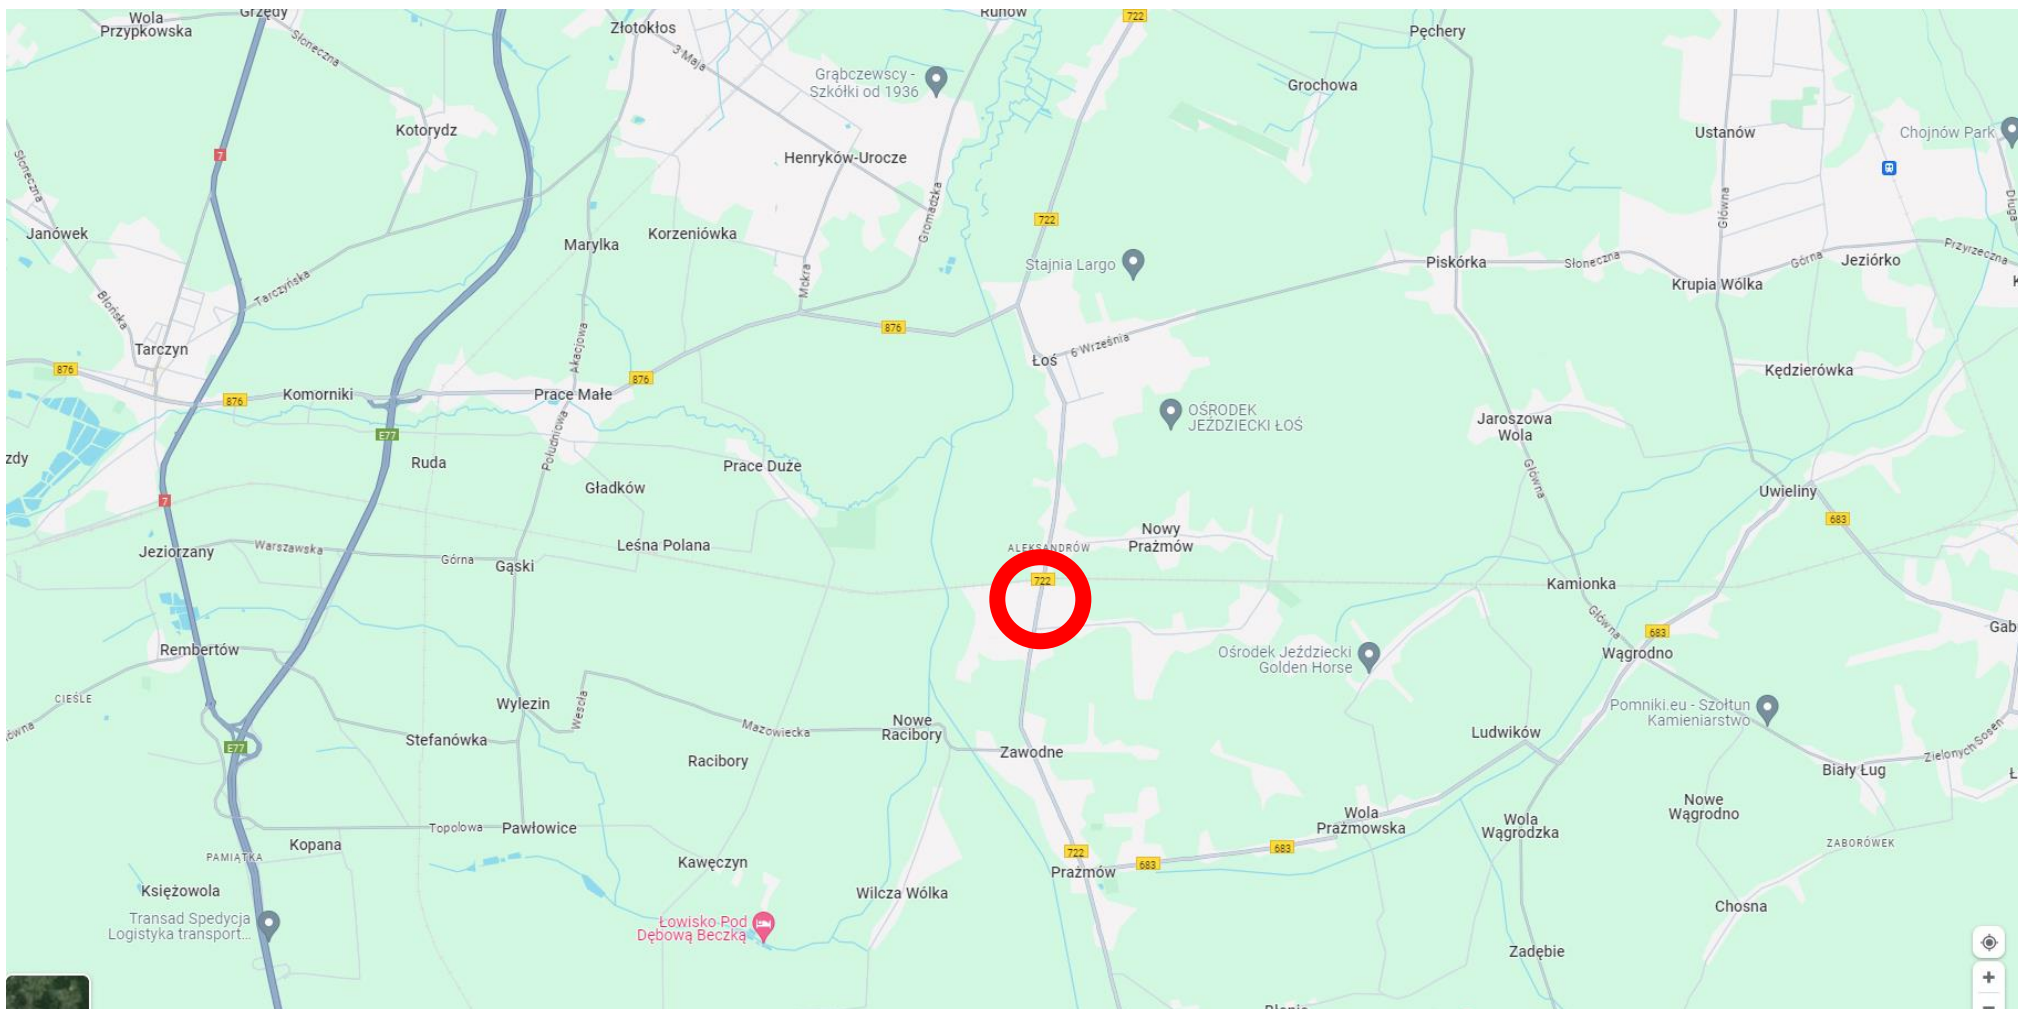 Wola
Przypkowska
Grzędy
Słoneczna
Złotokłos
3 Maja
Runów
722
Pęchery
Grąbczewscy -
Szkółki od 1936
Grochowa
Kotorydz
Ustanów
Chojnów Park
7
Henryków-Urocze
Słoneczna
Gromadzka
Główna
Długa
722
Janówek
Marylka
Korzeniówka
Stajnia Largo
Piskórka
Słoneczna
Górna
Jeziórko
Przyrzeczna
Krupia Wólka
Tarczyńska
Błońska
Mokra
876
Tarczyn
Akacjowa
Łoś
6 Września
876
876
876
Komorniki
Prace Małe
Kędzierówka
OŚRODEK
JEŹDZIECKI ŁOŚ
Jaroszowa
Wola
E77
Południowa
zdy
Ruda
Prace Duże
Główna
Gładków
Uwieliny
7
683
Nowy
Prażmów
ALEKSANDRÓW
Jeziorzany
Warszawska
Górna
Gąski
Leśna Polana
722
Kamionka
Główna
Gab
683
Rembertów
Ośrodek Jeździecki
Golden Horse
Wągrodno
CIEŚLE
Wylezin
Wesoła
Pomniki.eu - Szołtun
Kamieniarstwo
ówna
Stefanówka
Mazowiecka
Nowe
Racibory
Ludwików
Zielonych Sosen
E77
Racibory
Zawodne
Biały Ług
Ł
Nowe
Wągrodno
Wola
Prażmowska
Wola
Wągrodzka
Topolowa
Pawłowice
Kopana
PAMIĄTKA
ZABORÓWEK
722
683
683
Kawęczyn
Prażmów
Księżowola
Wilcza Wólka
Chosna
Transad Spedycja
Logistyka transport...
Łowisko Pod
Dębową Beczką
Zadębie